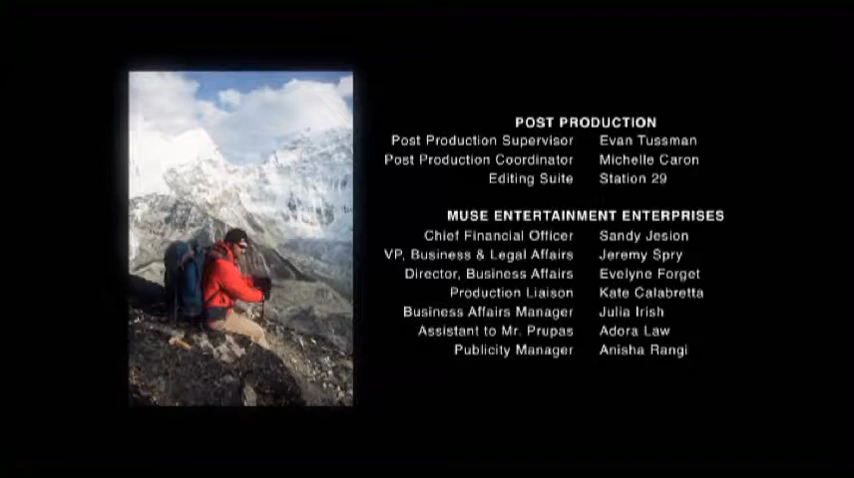 POST PRODUCTION
Post Production Supervisor Evan Tussman
Post Production Coordinator Michelle Caron
Editing Suite Station 29
MUSE ENTERTAINMENT ENTERPRISES
Chief Financial Officer Sandy Jesion
VP, Business & Legal Affairs Jeremy Spry
Director, Business Affairs Evelyne Forget
Production Liaison Kate Calabretta
Business Affairs Manager Julia Irish
Assistant to Mr. Prupas Adora Law
Publicity Manager Anisha Rangi